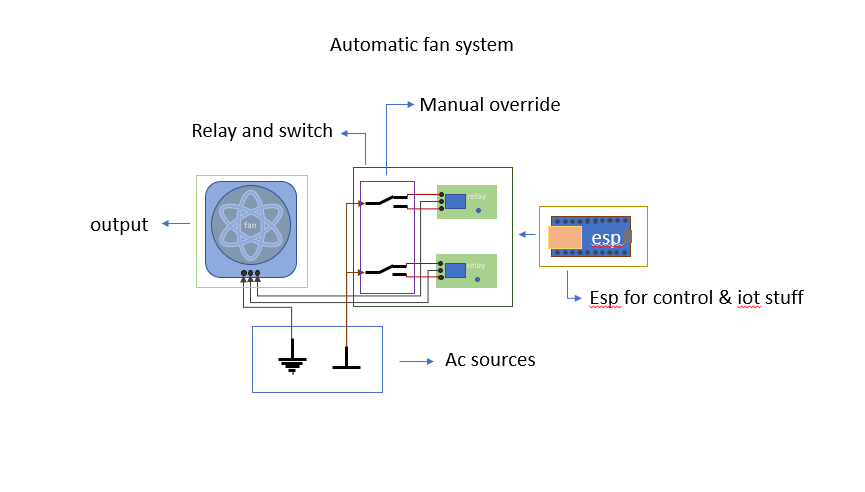 Automatic fan system
Manual override
Relay and switch
relay
fan
output
esp
relay
Esp for control & iot stuff
Ac sources